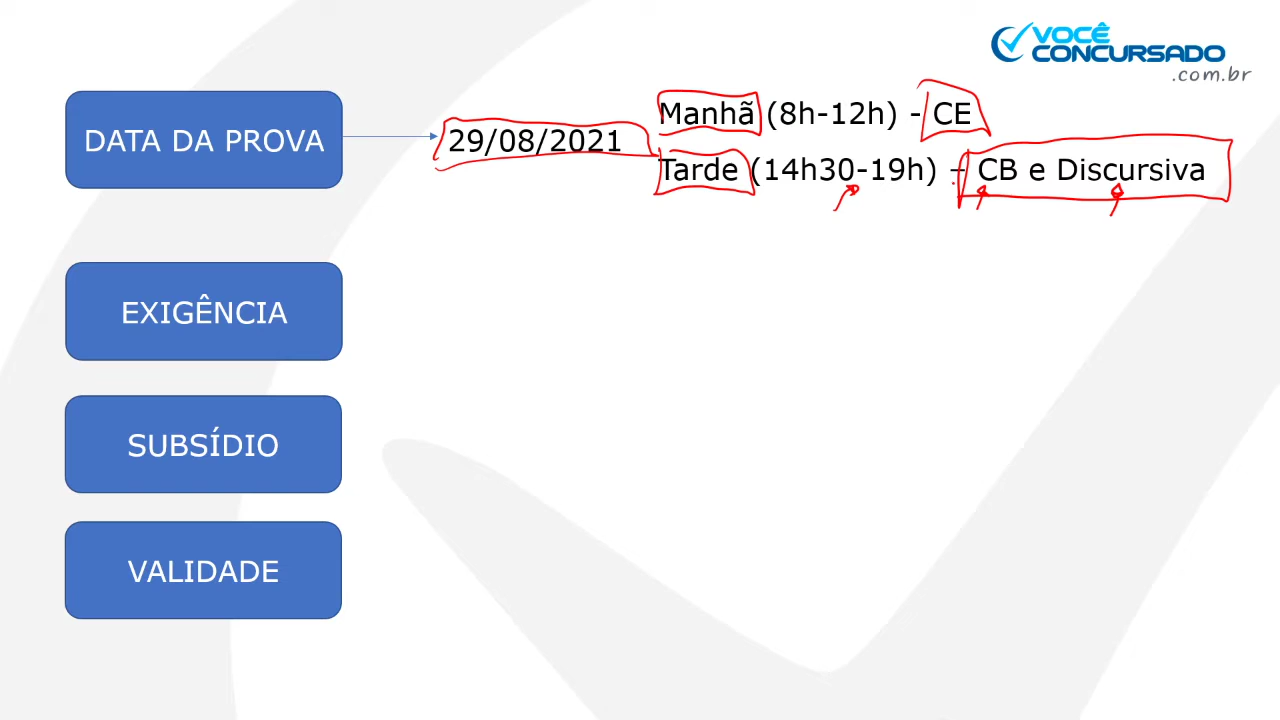 VOCÊ
CONCURSADO
.com.br
DATA DA PROVA
29/08/2021
Manhã (8h-12h) - CE
Tarde (14h30-19h) – CB e Discursiva
EXIGÊNCIA
SUBSÍDIO
VALIDADE